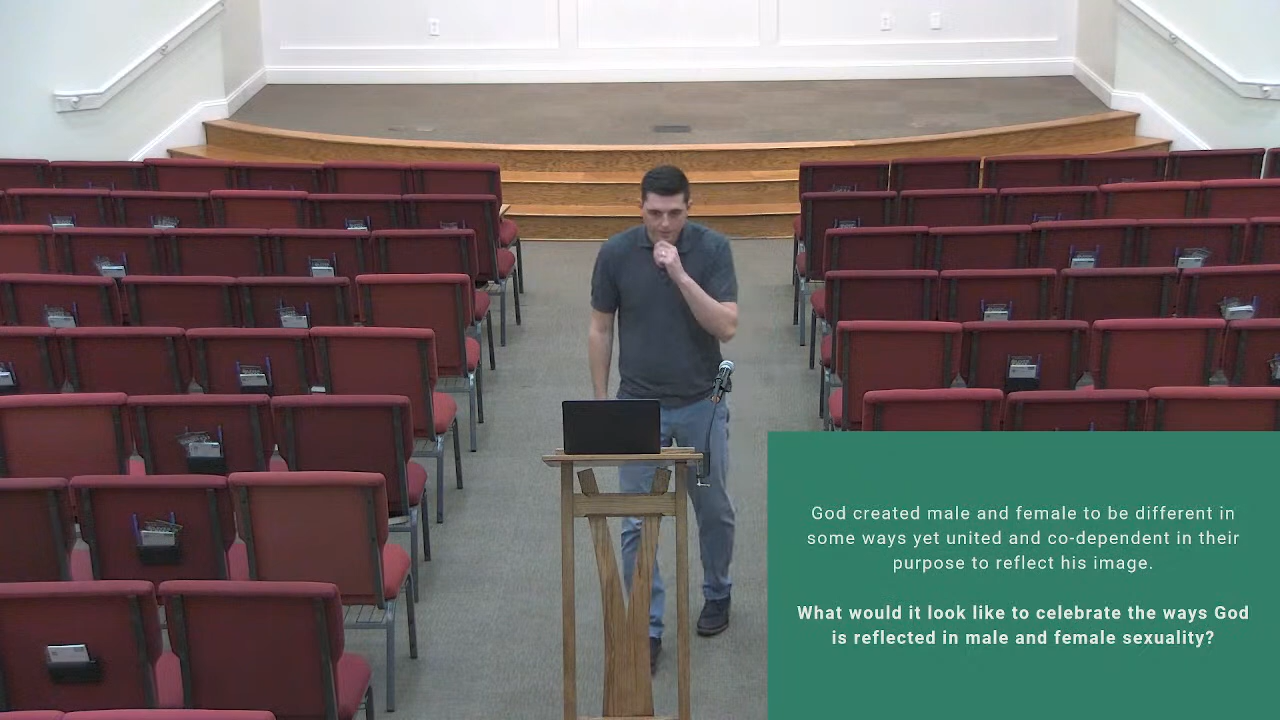 God created male and female to be different in
some ways yet united and co-dependent in their
purpose to reflect his image.
What would it look like to celebrate the ways God
is reflected in male and female sexuality?